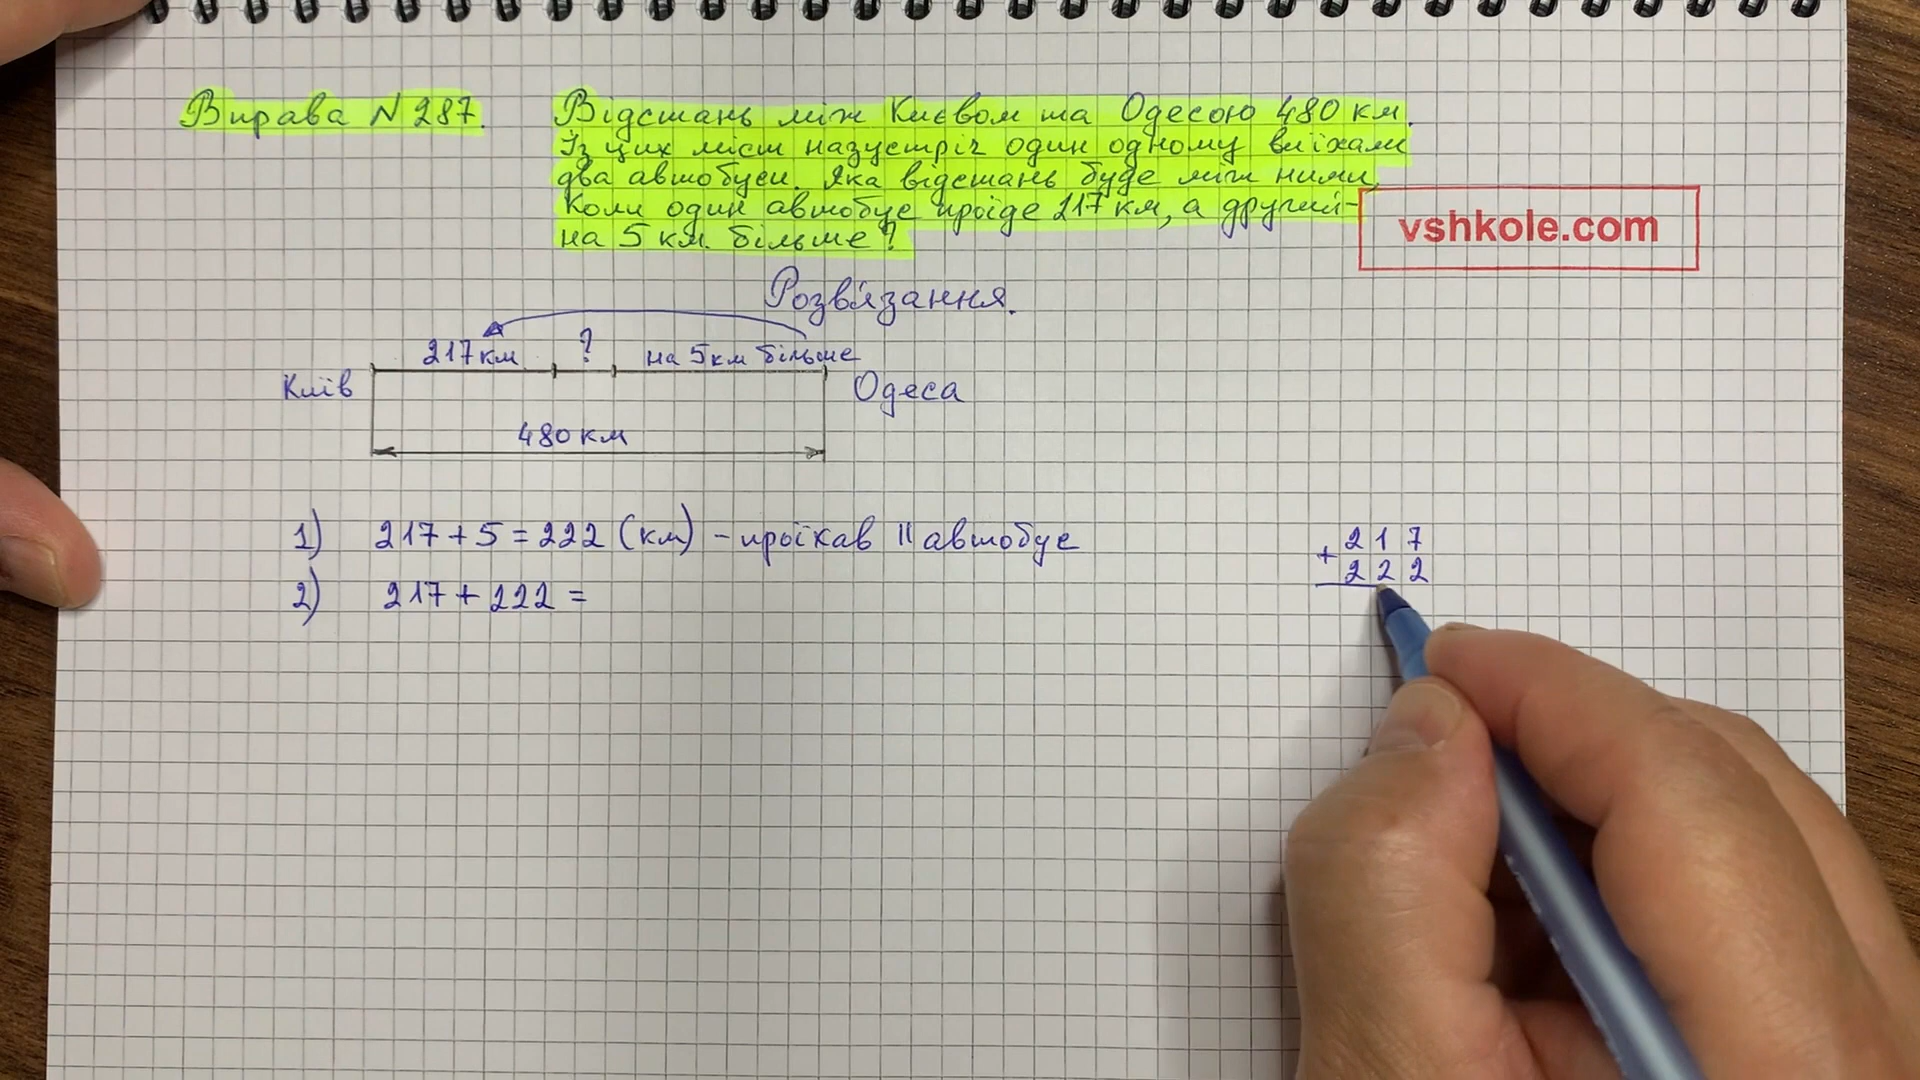 Вправа №287. Відстань між Києвом та Одесою 480 км.
Із цих міст назустріч один одному виїхали
два автобуси. Яка відстань буде між ними,
коли один автобус проїде 217 км, а другий -
на 5 км більше?
vshkole.com
Розв'язання.
217 км ? на 5 км більше
Київ Одеса
480 км
1) 217 + 5 = 222 (км) - проїхав II автобус
2) 217 + 222 =
217
+
222